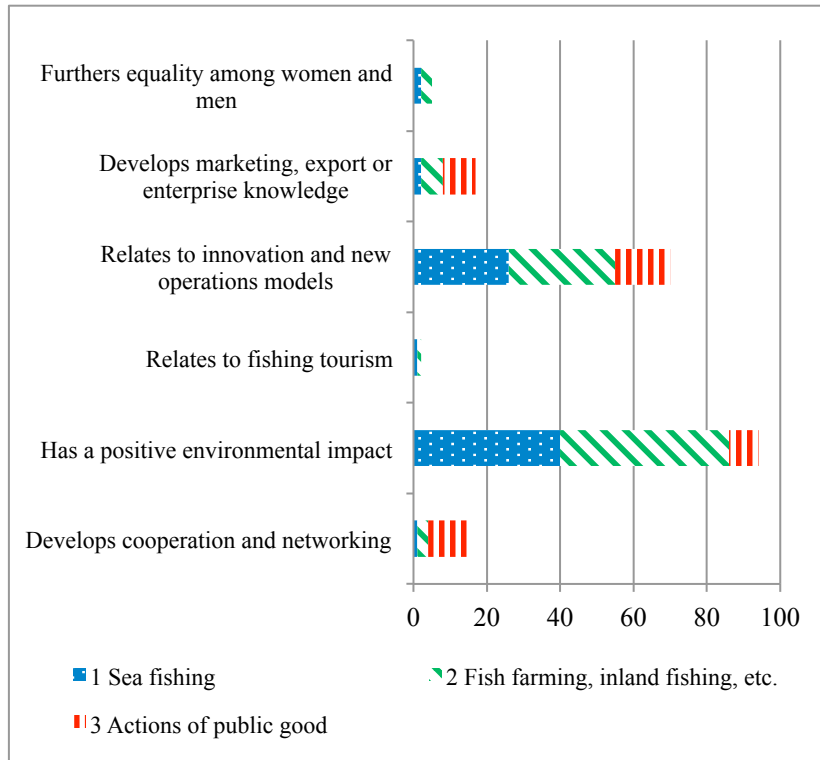 Furthers equality among women and
men
Develops marketing, export or
enterprise knowledge
Relates to innovation and new
operations models
Relates to fishing tourism
Has a positive environmental impact
Develops cooperation and networking
0 20 40 60 80 100
1 Sea fishing
2 Fish farming, inland fishing, etc.
3 Actions of public good